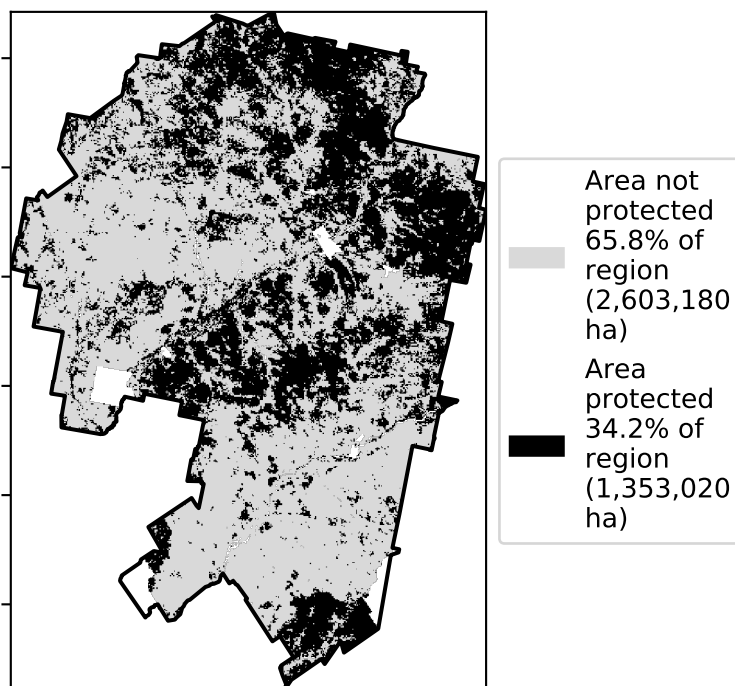 Area not
protected
65.8% of
region
(2,603,180
ha)
Area
protected
34.2% of
region
(1,353,020
ha)